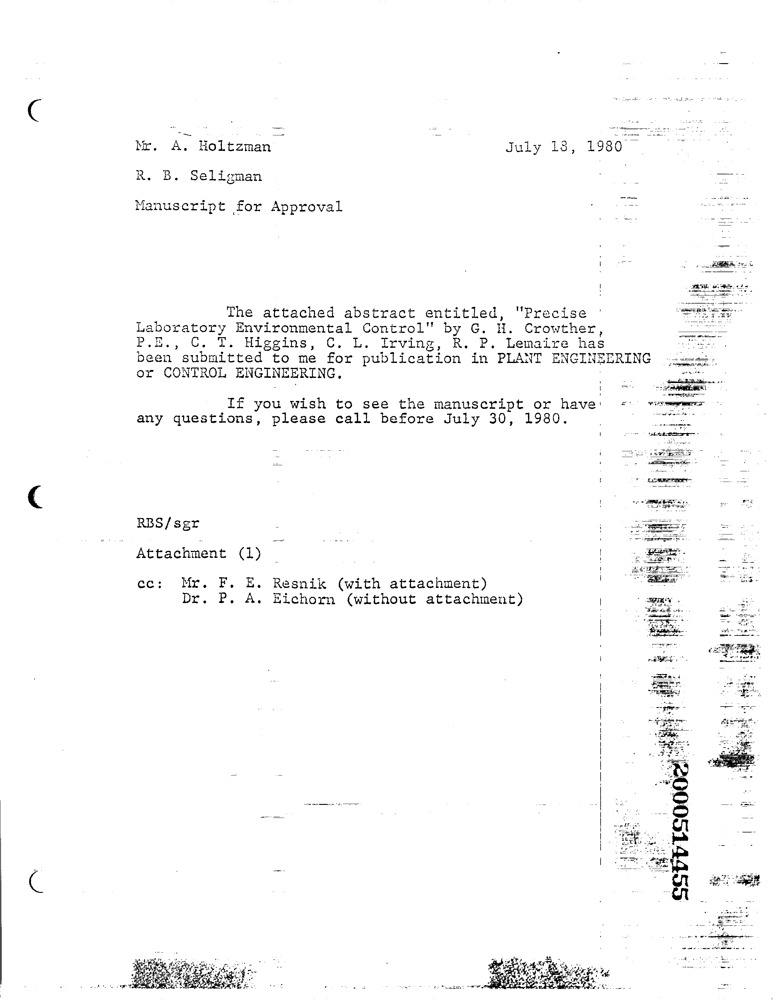 Mr. A. Holtzman July 18, 1980
R. B. Seligman
Manuscript for Approval
The attached abstract entitled, "Precise
Laboratory Environmental Control" by G. H. Crowther,
P.E., C. T. Higgins, C. L. Irving, R. P. Lemaire has
been submitted to me for publication in PLANT ENGINEERING
or CONTROL ENGINEERING.
If you wish to see the manuscript or have
any questions, please call before July 30, 1980.
RBS/sgr
Attachment (1)
cc: Mr. F. E. Resnik (with attachment)
Dr. P. A. Eichorn (without attachment)
2000514455